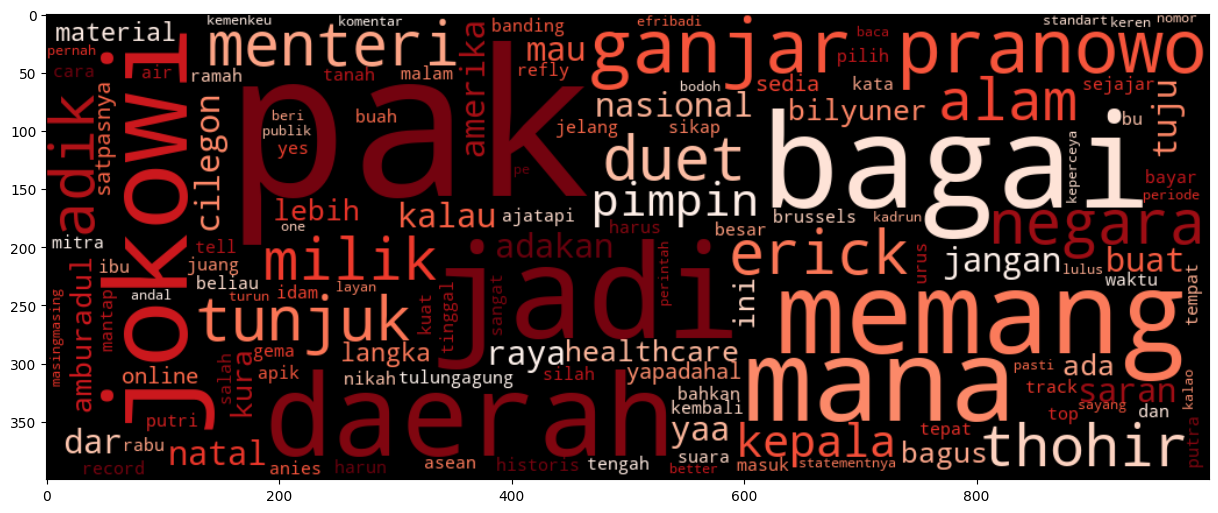 0
material
kemenkeu
komentar
banding
efribadi
baca
standart
keren
nomor
menteri
mau
ganjar
pilih
pranowo
pernah
cara
air
ramah
tanah
malam
amerika
refly
bodoh
sedia
kata
sejajar
50
jokowi
adik
satpasnya
cilegon
pak
beri
publik
yes
buah
jelang
nasional
sikap
bilyuner
alam
bu
tuju
100
duet
bagai
keperceya
bayar
periode
150
pe
pimpin
lebih
one
kalau
ajatapi
harus
besar
brussels
kadrun
negara
200
mitra
tell
ibu
juang
beliau
milik
adakan
jadi
perintah
erick
urus
jangan
lulus
buat
waktu
tempat
250
masingmasing
amburadul
mantap
andal
turun
idam
layan
tunjuk
kuat
tinggal
sangat
ini
memang
300
gema
langka
raya
healthcare
mana
pasti
ada
online
salah
kura
apik
nikah
tulungagung
silah
yapadahal
track
saran
kalao
350
putri
daerah
bahkan
kembali
yaa
top
sayang
dan
dar
rabu
natal
suara
kepala
tepat
bagus
thohir
putra
record
anies
harun
asean
historis
tengah
better
masuk
statementnya
0
200
400
600
800